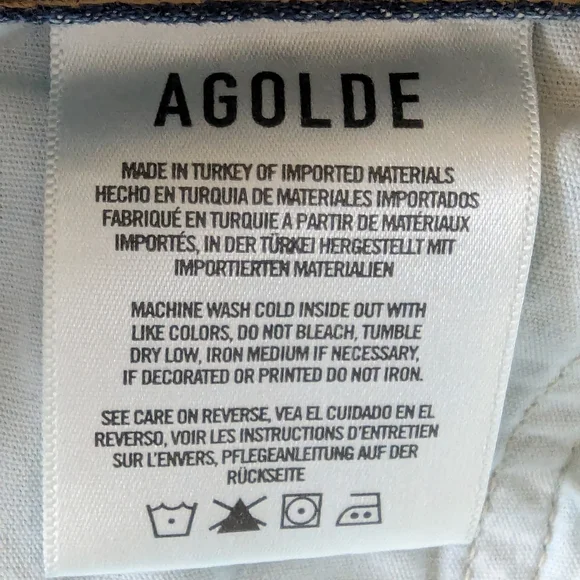 AGOLDE
MADE IN TURKEY OF IMPORTED MATERIALS
HECHO EN TURQUIA DE MATERIALES IMPORTADOS
FABRIQUÉ EN TURQUIE A PARTIR DE MATÉRIAUX
IMPORTÉS, IN DER TÜRKEI HERGESTELLT MIT
IMPORTIERTEN MATERIALIEN
MACHINE WASH COLD INSIDE OUT WITH
LIKE COLORS, DO NOT BLEACH, TUMBLE
DRY LOW, IRON MEDIUM IF NECESSARY,
IF DECORATED OR PRINTED DO NOT IRON.
SEE CARE ON REVERSE, VEA EL CUIDADO EN EL
REVERSO, VOIR LES INSTRUCTIONS D'ENTRETIEN
SUR L'ENVERS, PFLEGEANLEITUNG AUF DER
RÜCKSEITE